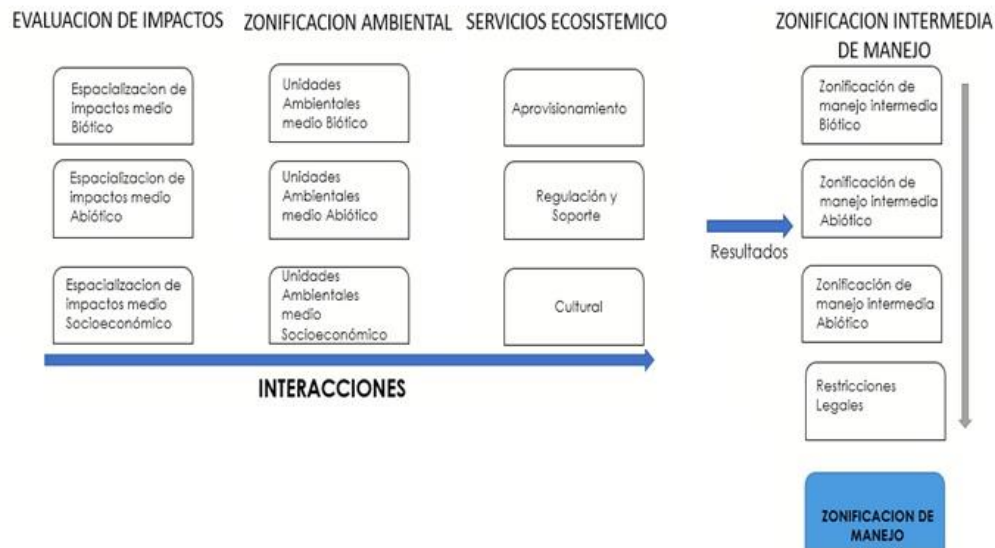 EVALUACION DE IMPACTOS
ZONIFICACION AMBIENTAL
SERVICIOS ECOSISTEMICO
ZONIFICACION INTERMEDIA
DE MANEJO
Espacializacion de
impactos medio
Biótico
Unidades
Ambientales
medio Biótico
Aprovisionamiento
Zonificación de
manejo intermedia
Biótico
Espacialización de
impactos medio
Abiótico
Unidades
Ambientales
medio Abiótico
Regulación y
Soporte
Resultados
Zonificación de
manejo intermedia
Abiótico
Espacialización de
impactos medio
Socioeconómico
Unidades
Ambientales
medio
Socioeconómico
Cultural
Zonificación de
manejo intermedia
Abiótico
INTERACCIONES
Restricciones
Legales
ZONIFICACION DE
MANEJO